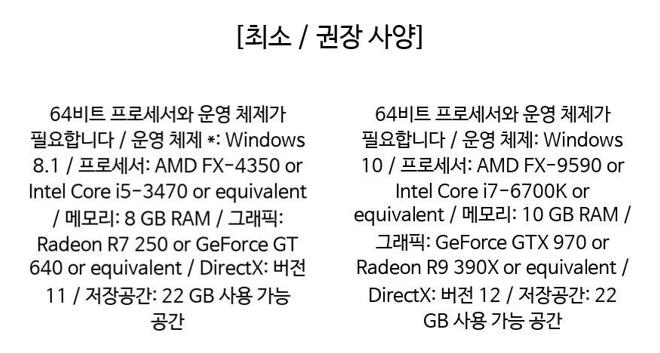 [최소 / 권장 사양]
64비트 프로세서와 운영 체제가
필요합니다 / 운영 체제 *: Windows
8.1 / 프로세서: AMD FX-4350 or
Intel Core i5-3470 or equivalent
/ 메모리: 8 GB RAM / 그래픽:
Radeon R7 250 or GeForce GT
640 or equivalent / DirectX: 버전
11 / 저장공간: 22 GB 사용 가능
공간
64비트 프로세서와 운영 체제가
필요합니다 / 운영 체제: Windows
10 / 프로세서: AMD FX-9590 or
Intel Core i7-6700K or
equivalent / 메모리: 10 GB RAM /
그래픽: GeForce GTX 970 or
Radeon R9 390X or equivalent /
DirectX: 버전 12 / 저장공간: 22
GB 사용 가능 공간